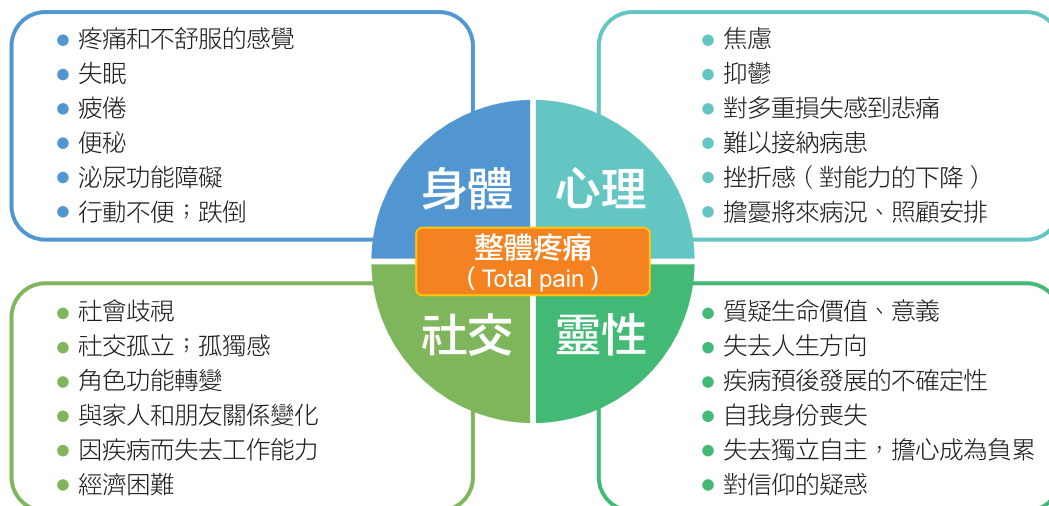 疼痛和不舒服的感覺
失眠
疲倦
便秘
泌尿功能障礙
行動不便；跌倒
焦慮
抑鬱
對多重損失感到悲痛
難以接納病患
挫折感（對能力的下降）
擔憂將來病況、照顧安排
身體
心理
整體疼痛
（Total pain）
社交
靈性
社會歧視
社交孤立；孤獨感
角色功能轉變
與家人和朋友關係變化
因疾病而失去工作能力
經濟困難
質疑生命價值、意義
失去人生方向
疾病預後發展的不確定性
自我身份喪失
失去獨立自主，擔心成為負累
對信仰的疑惑